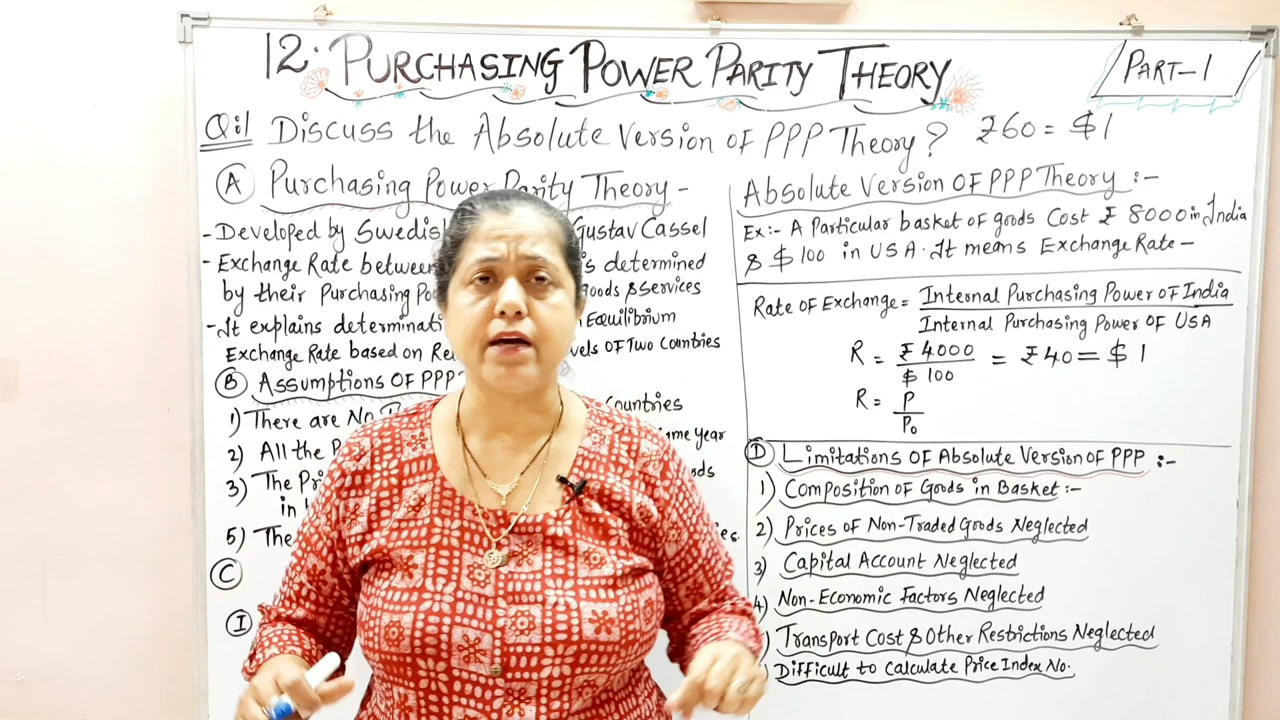 12. PURCHASING POWER PARITY THEORY
PART-1
Q:1 Discuss the Absolute Version of PPP Theory? ₹60 = $1
A Purchasing Power Parity Theory -
- Developed by Swedish Gustav Cassel
- Exchange Rate between is determined
by their Purchasing goods & services
- It explains Equilibrium
Exchange Rate based on of Two Countries
B Assumptions OF PPP
1) There are No Countries
2) All the same year
3) The
in
5) The
C
I
Absolute Version OF PPP Theory :-
Ex:- A Particular basket of goods Cost ₹ 8000 in India
& $ 100 in USA. It means Exchange Rate -
Rate of Exchange = Internal Purchasing Power OF India
Internal Purchasing Power OF USA
R = ₹ 4000 = ₹ 40 = $ 1
$ 100
R = P
P₀
D Limitations OF Absolute Version OF PPP :-
1) Composition of Goods in Basket :-
2) Prices of Non-Traded Goods Neglected
3) Capital Account Neglected
4) Non-Economic Factors Neglected
) Transport Cost & Other Restrictions Neglected
Difficult to Calculate Price Index No.